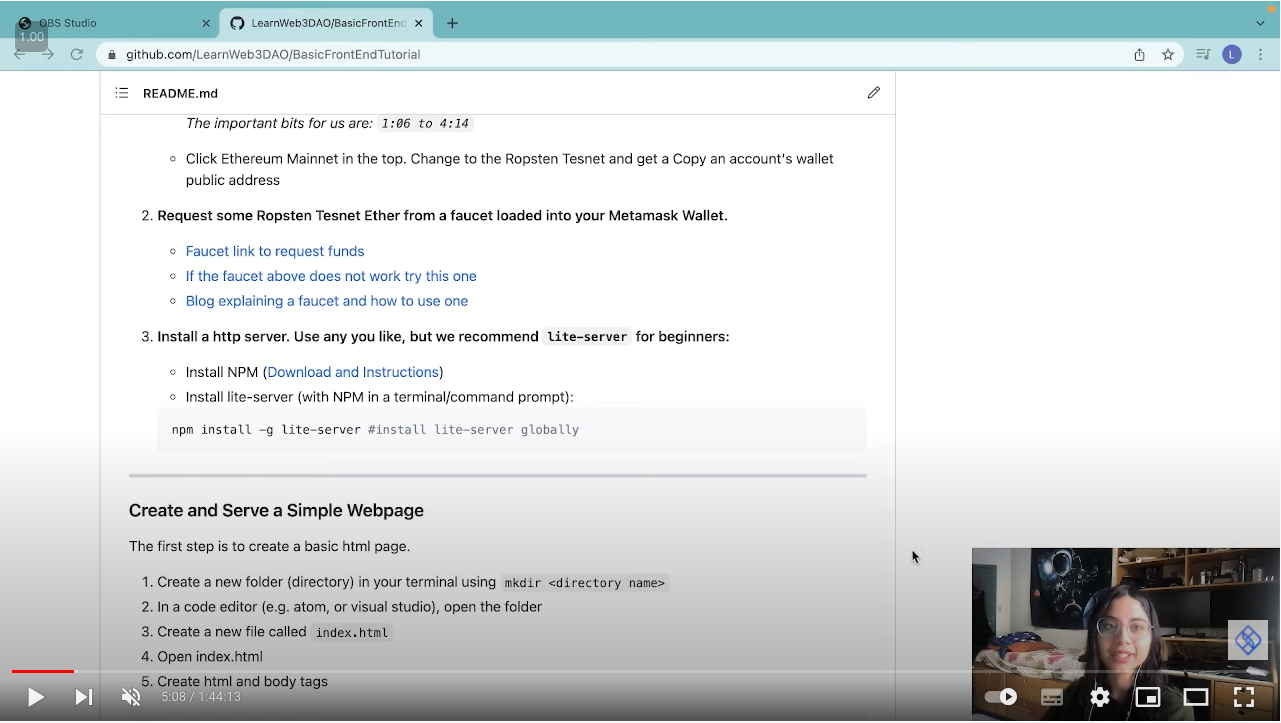 OBS Studio
LearnWeb3DAO/BasicFrontEnd
1.00
github.com/LearnWeb3DAO/BasicFrontEndTutorial
L
README.md
The important bits for us are: 1:06 to 4:14
Click Ethereum Mainnet in the top. Change to the Ropsten Tesnet and get a Copy an account's wallet
public address
2. Request some Ropsten Tesnet Ether from a faucet loaded into your Metamask Wallet.
Faucet link to request funds
If the faucet above does not work try this one
Blog explaining a faucet and how to use one
3. Install a http server. Use any you like, but we recommend lite-server for beginners:
Install NPM (Download and Instructions)
Install lite-server (with NPM in a terminal/command prompt):
npm install -g lite-server #install lite-server globally
Create and Serve a Simple Webpage
The first step is to create a basic html page.
1. Create a new folder (directory) in your terminal using mkdir <directory name>
2. In a code editor (e.g. atom, or visual studio), open the folder
3. Create a new file called index.html
4. Open index.html
5. Create html and body tags
5:08 / 1:44:13